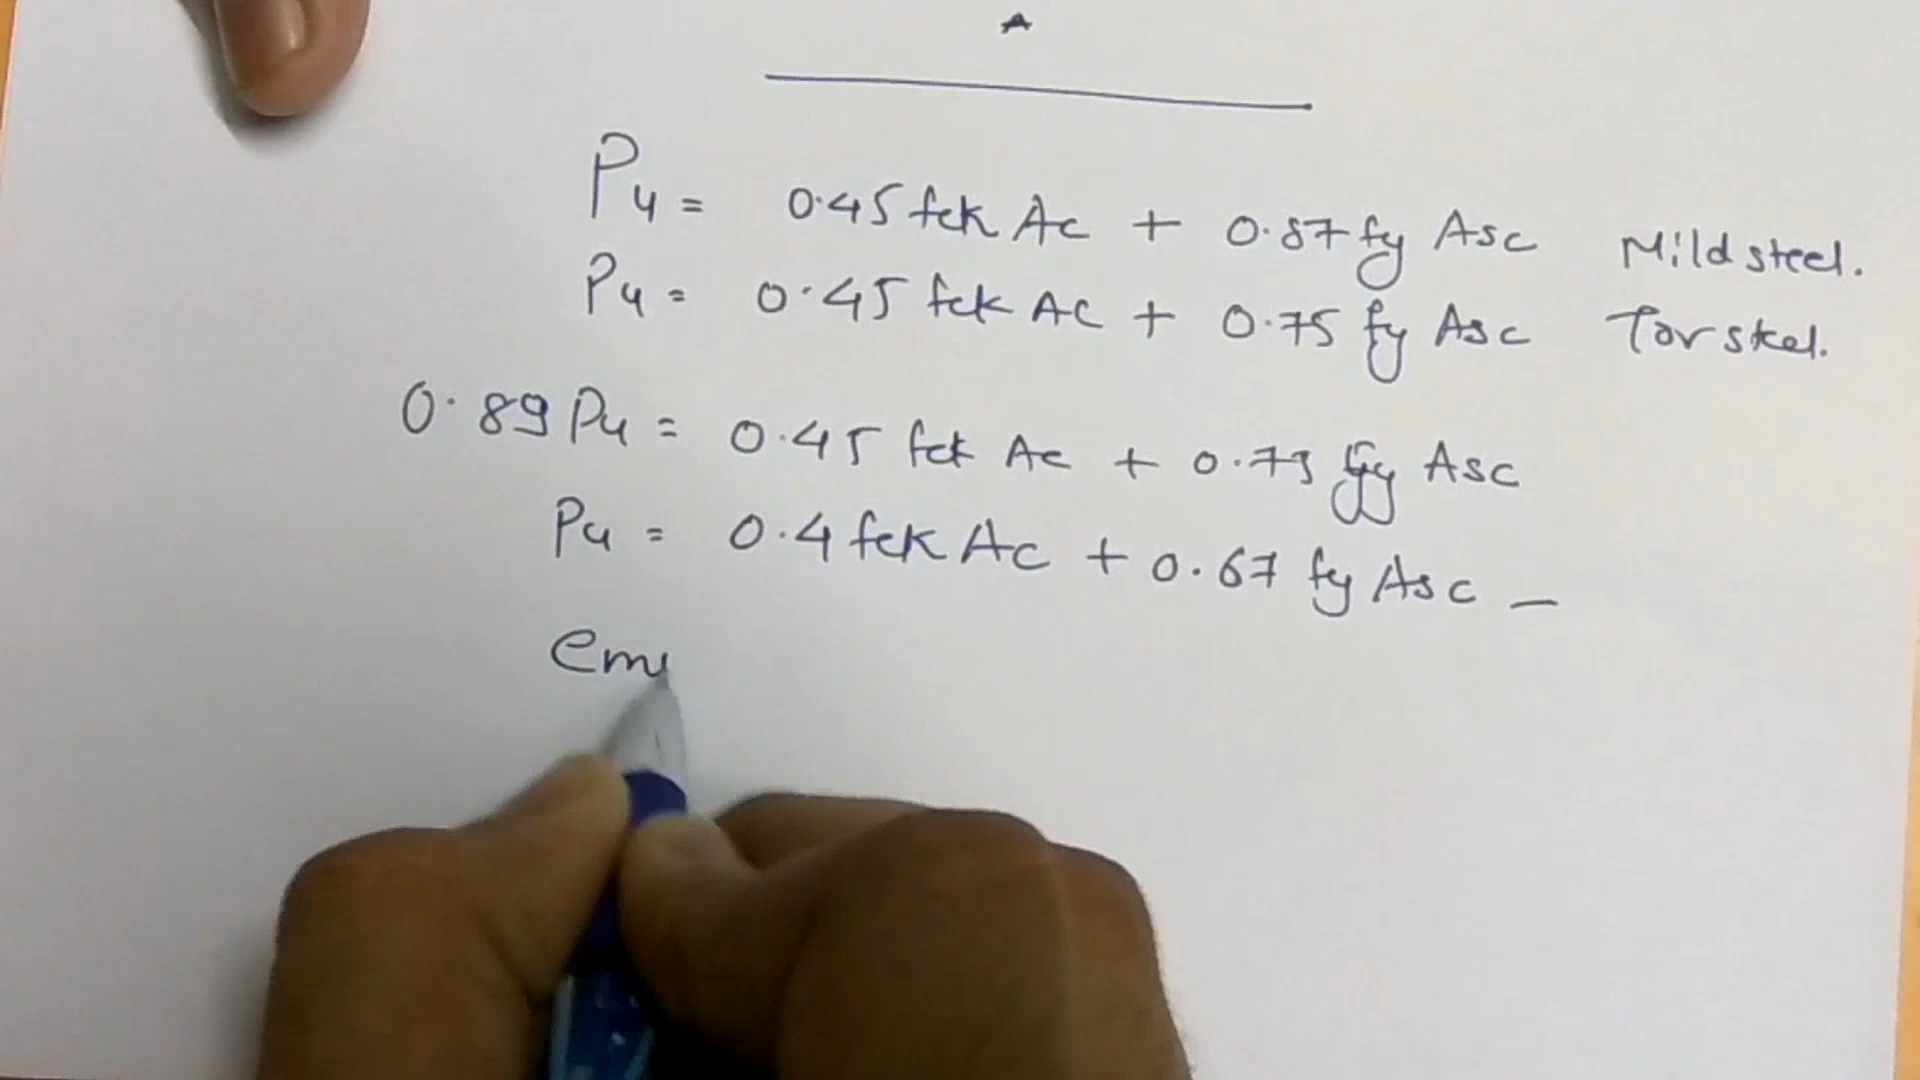 A
Pu = 0.45 fck Ac + 0.87 fy Asc Mild steel.
Pu = 0.45 fck Ac + 0.75 fy Asc Tor steel.
0.89 Pu = 0.45 fck Ac + 0.75 fy Asc
Pu = 0.4 fck Ac + 0.67 fy Asc —
em